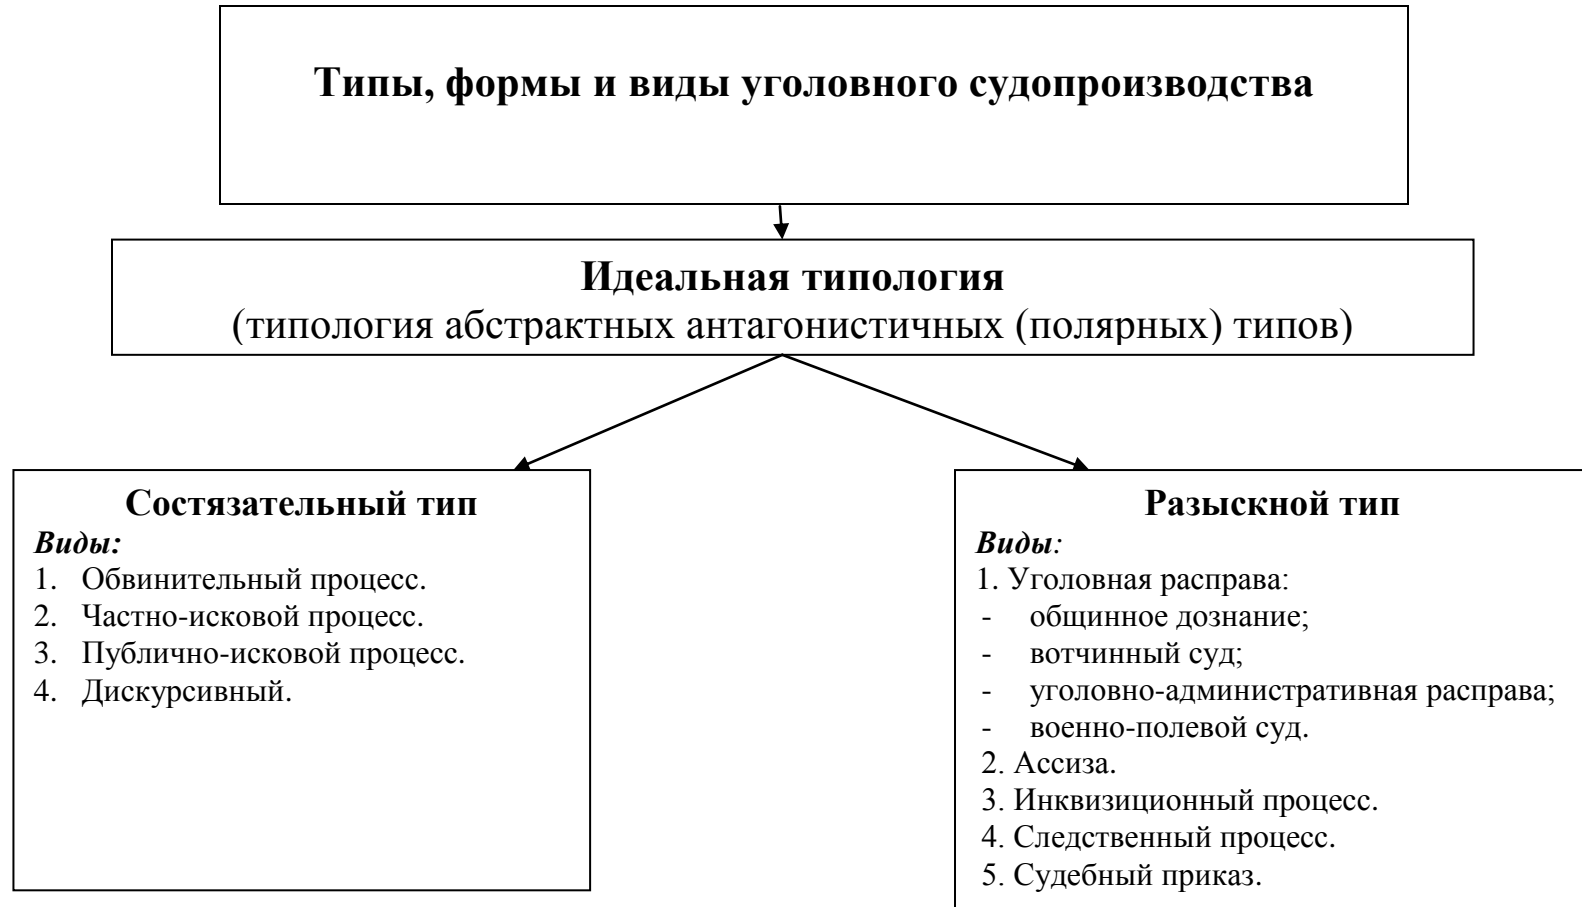 Типы, формы и виды уголовного судопроизводства
Идеальная типология
(типология абстрактных антагонистичных (полярных) типов)
Состязательный тип
Виды:
1. Обвинительный процесс.
2. Частно-исковой процесс.
3. Публично-исковой процесс.
4. Дискурсивный.
Разыскной тип
Виды:
1. Уголовная расправа:
- общинное дознание;
- вотчинный суд;
- уголовно-административная расправа;
- военно-полевой суд.
2. Ассиза.
3. Инквизиционный процесс.
4. Следственный процесс.
5. Судебный приказ.